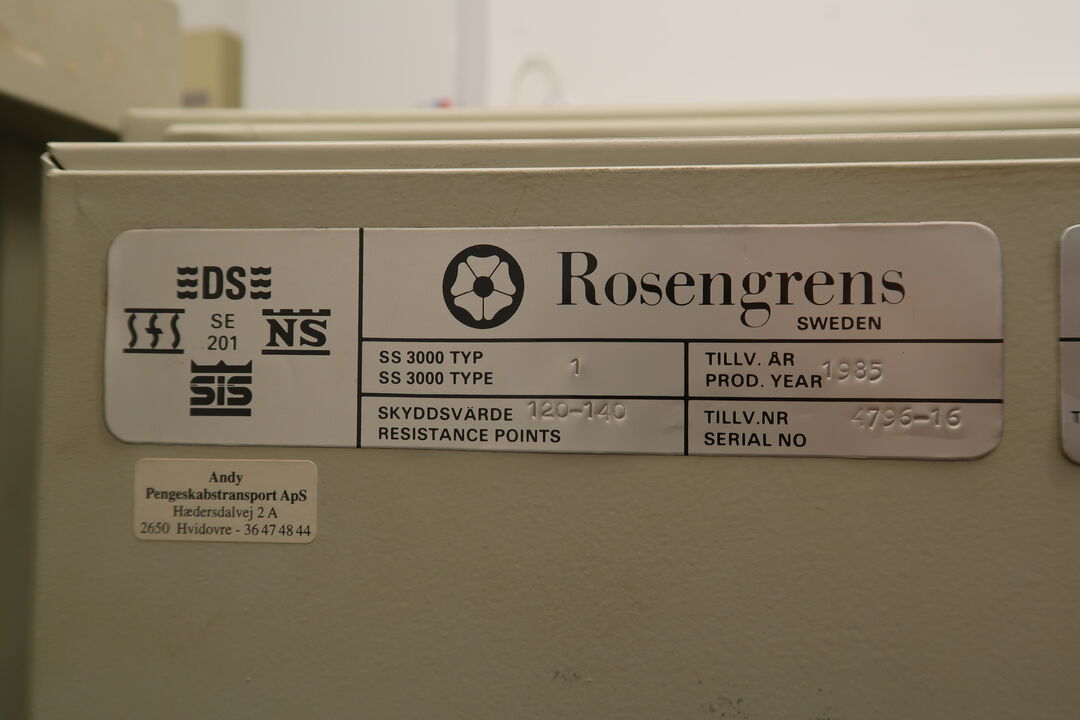 DS
SFS SE NS
201
SIS
Rosengrens
SWEDEN
SS 3000 TYP
SS 3000 TYPE
1
TILLV. ÅR
PROD. YEAR 1985
SKYDDSVÄRDE 120-140
RESISTANCE POINTS
TILLV.NR 4796-16
SERIAL NO
Andy
Pengeskabstransport ApS
Hædersdalvej 2 A
2650 Hvidovre - 36 47 48 44